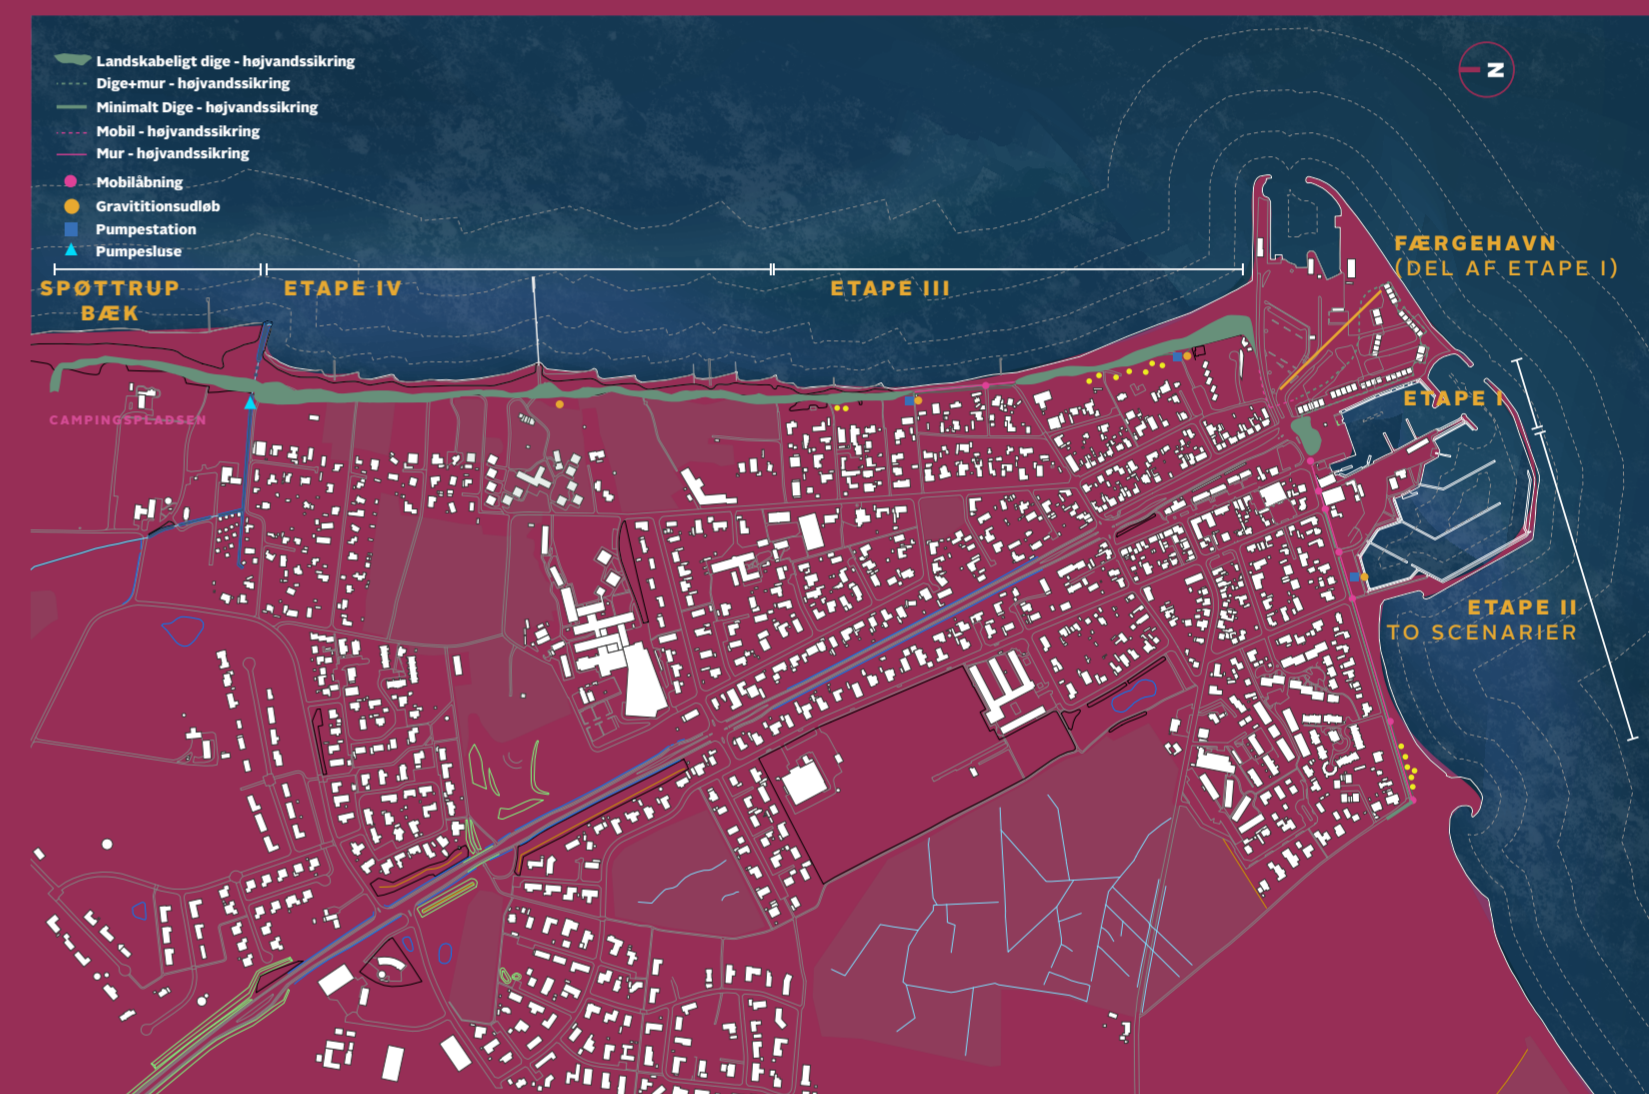 Landskabeligt dige - højvandssikring
Dige+mur - højvandssikring
Minimalt Dige - højvandssikring
Mobil - højvandssikring
Mur - højvandssikring
Mobilåbning
Gravititionsudløb
Pumpestation
Pumpesluse
N
FÆRGEHAVN
(DEL AF ETAPE I)
SPØTTRUP
BÆK
ETAPE IV
ETAPE III
ETAPE I
CAMPINGSPLADSEN
ETAPE II
TO SCENARIER